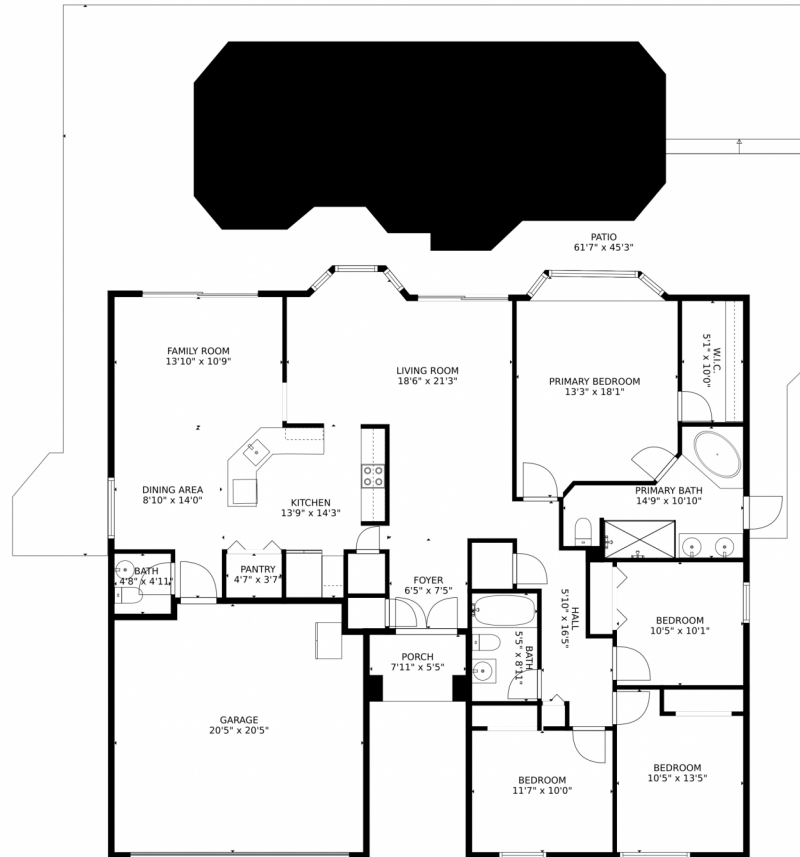 PATIO
61'7" x 45'3"
FAMILY ROOM
13'10" x 10'9"
LIVING ROOM
18'6" x 21'3"
PRIMARY BEDROOM
13'3" x 18'1"
W.I.C.
5'1" x 10'0"
DINING AREA
8'10" x 14'0"
KITCHEN
13'9" x 14'3"
PRIMARY BATH
14'9" x 10'10"
BATH
4'8" x 4'11"
PANTRY
4'7" x 3'7"
FOYER
6'5" x 7'5"
HALL
5'10" x 16'5"
BEDROOM
10'5" x 10'1"
BATH
5'5" x 8'11"
PORCH
7'11" x 5'5"
GARAGE
20'5" x 20'5"
BEDROOM
11'7" x 10'0"
BEDROOM
10'5" x 13'5"